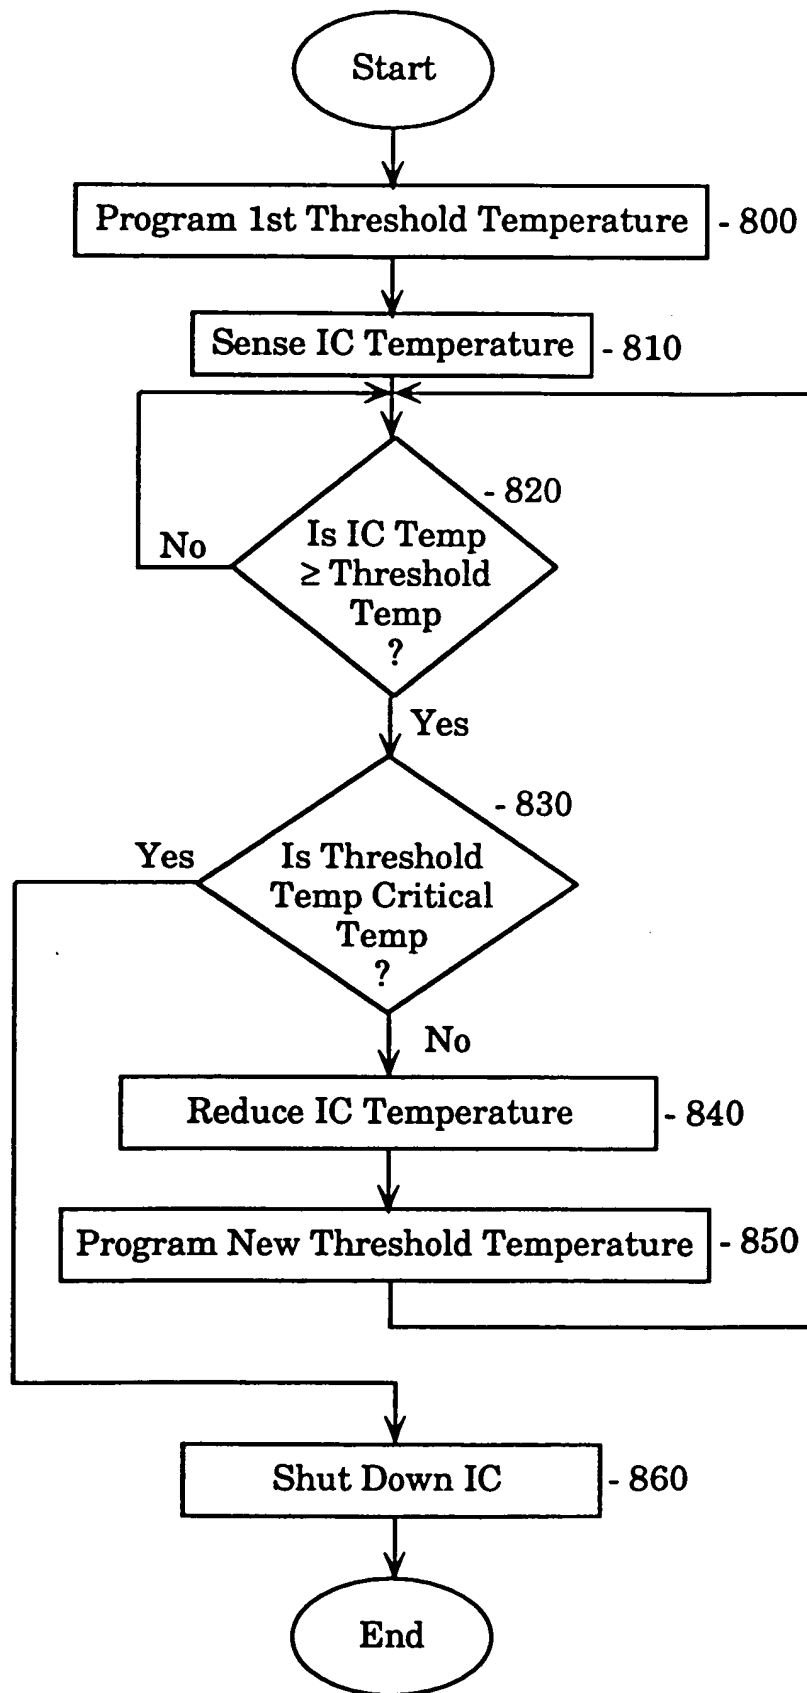 Start
Program 1st Threshold Temperature - 800
Sense IC Temperature - 810
- 820
Is IC Temp
≥ Threshold
Temp
?
No
Yes
- 830
Yes
Is Threshold
Temp Critical
Temp
?
No
Reduce IC Temperature - 840
Program New Threshold Temperature - 850
Shut Down IC - 860
End